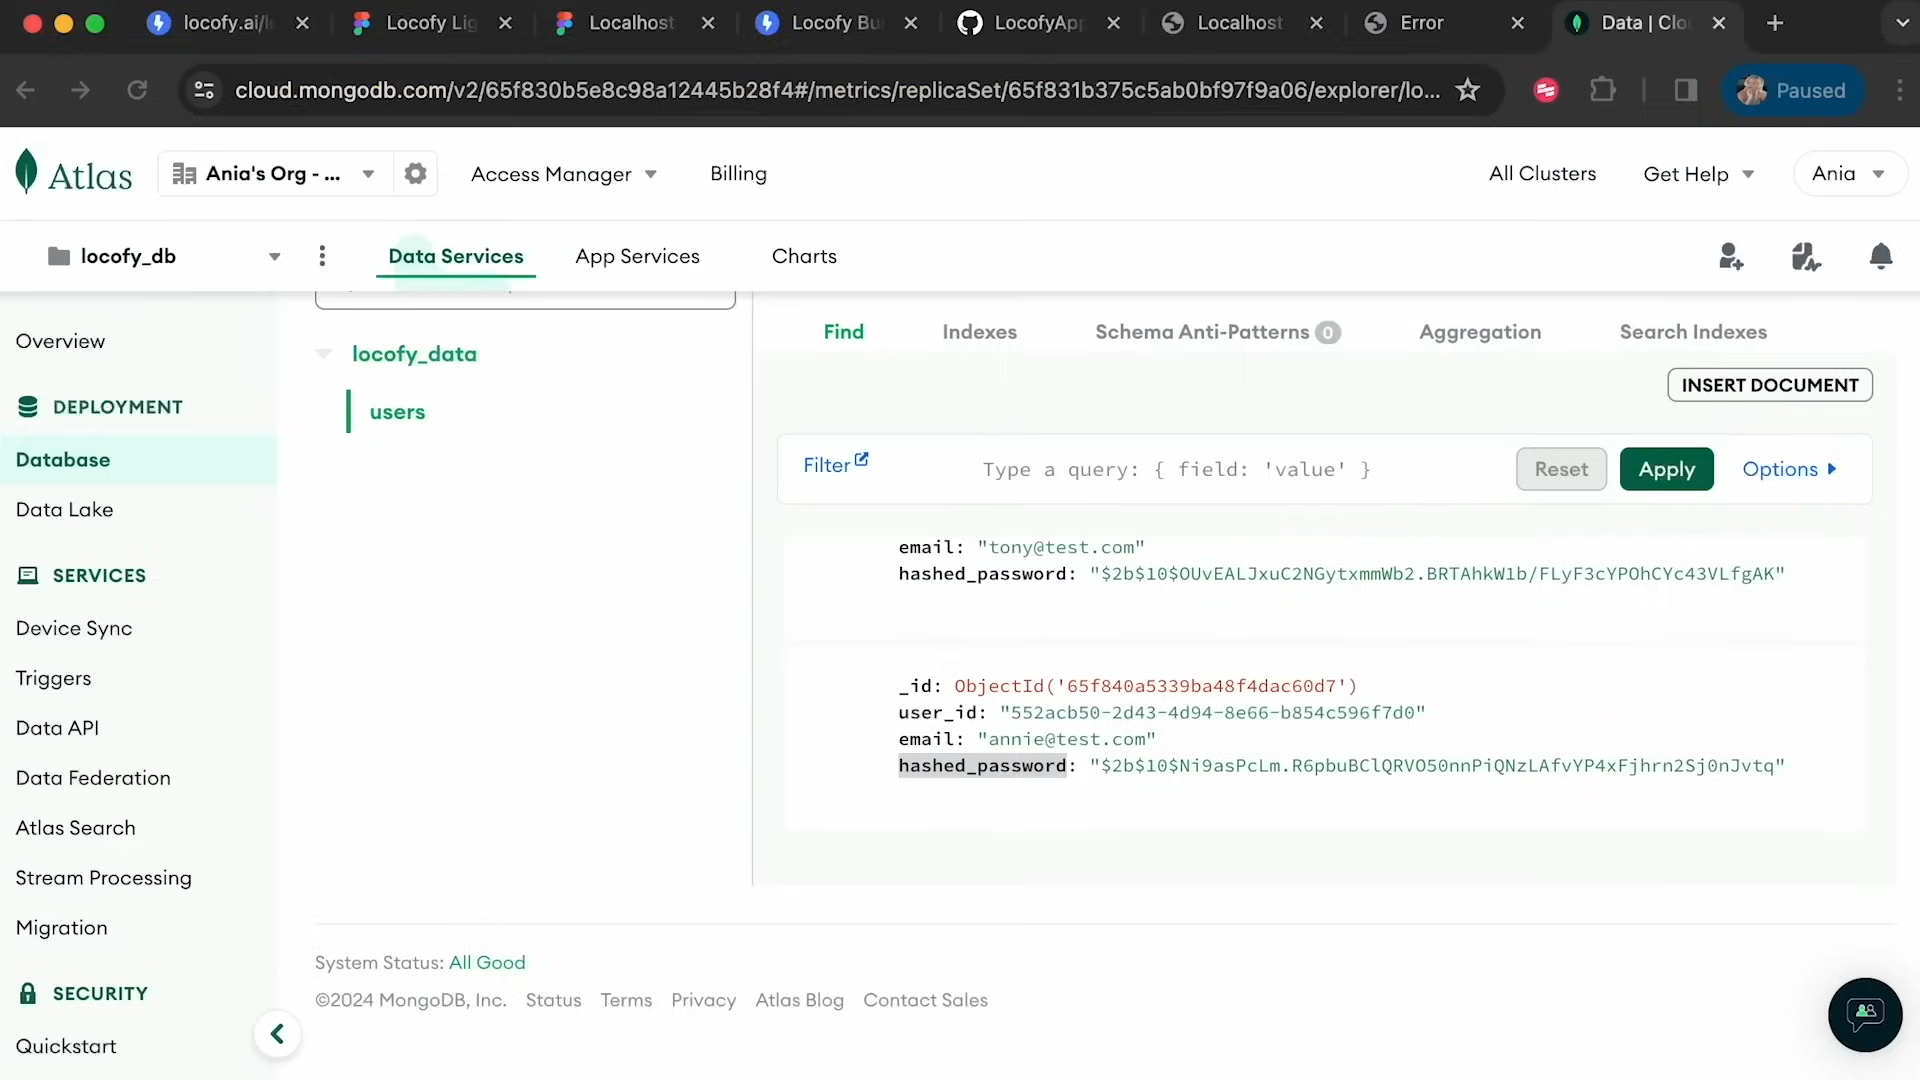 locofy.ai/
Locofy Lig
Localhost
Locofy Bu
LocofyApp
Localhost
Error
Data | Clo
cloud.mongodb.com/v2/65f830b5e8c98a12445b28f4#/metrics/replicaSet/65f831b375c5ab0bf97f9a06/explorer/lo...
Paused
Atlas
Ania's Org - ...
Access Manager
Billing
All Clusters
Get Help
Ania
locofy_db
Data Services
App Services
Charts
Overview
DEPLOYMENT
Database
Data Lake
SERVICES
Device Sync
Triggers
Data API
Data Federation
Atlas Search
Stream Processing
Migration
SECURITY
Quickstart
locofy_data
users
Find
Indexes
Schema Anti-Patterns 0
Aggregation
Search Indexes
INSERT DOCUMENT
Filter
Type a query: { field: 'value' }
Reset
Apply
Options
email: "tony@test.com"
hashed_password: "$2b$10$OUvEALJxuC2NGytxmmWb2.BRTAhkW1b/FLyF3cYPOhCYc43VLfgAK"
_id: ObjectId('65f840a5339ba48f4dac60d7')
user_id: "552acb50-2d43-4d94-8e66-b854c596f7d0"
email: "annie@test.com"
hashed_password: "$2b$10$Ni9asPcLm.R6pbuBClQRVO50nnPiQNzLAfvYP4xFjhrn2Sj0nJvtq"
System Status: All Good
©2024 MongoDB, Inc. Status Terms Privacy Atlas Blog Contact Sales